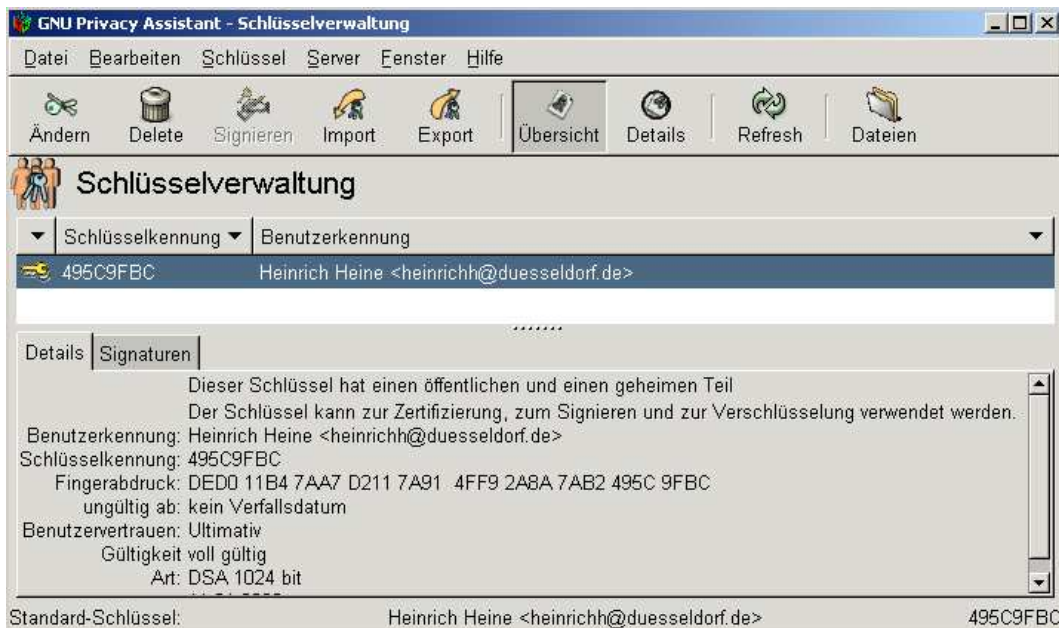 GNU Privacy Assistant - Schlüsselverwaltung
Datei Bearbeiten Schlüssel Server Fenster Hilfe
Ändern Delete Signieren Import Export Übersicht Details Refresh Dateien
Schlüsselverwaltung
Schlüsselkennung Benutzerkennung
495C9FBC Heinrich Heine <heinrichh@duesseldorf.de>
Details Signaturen
Dieser Schlüssel hat einen öffentlichen und einen geheimen Teil
Der Schlüssel kann zur Zertifizierung, zum Signieren und zur Verschlüsselung verwendet werden.
Benutzerkennung: Heinrich Heine <heinrichh@duesseldorf.de>
Schlüsselkennung: 495C9FBC
Fingerabdruck: DED0 11B4 7AA7 D211 7A91 4FF9 2A8A 7AB2 495C 9FBC
ungültig ab: kein Verfallsdatum
Benutzervertrauen: Ultimativ
Gültigkeit voll gültig
Art: DSA 1024 bit
Standard-Schlüssel: Heinrich Heine <heinrichh@duesseldorf.de> 495C9FBC